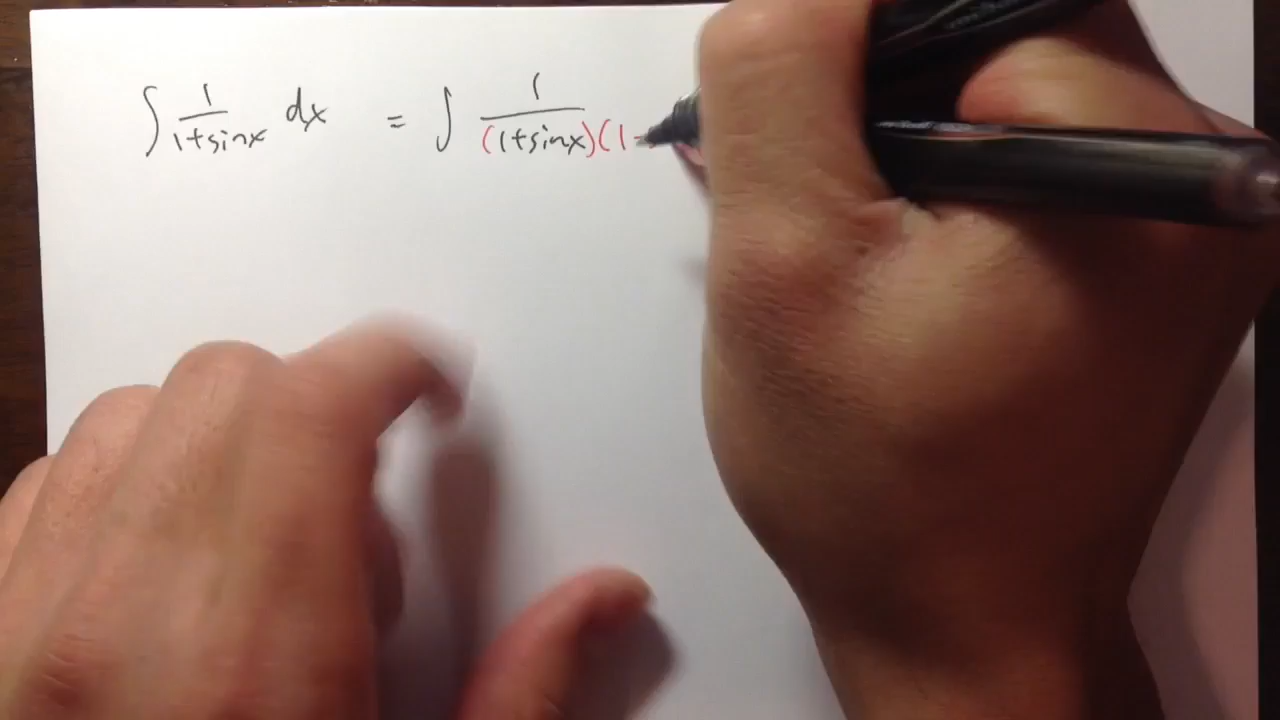 ∫ 1/(1+sinx) dx = ∫ 1/((1+sinx)(1-